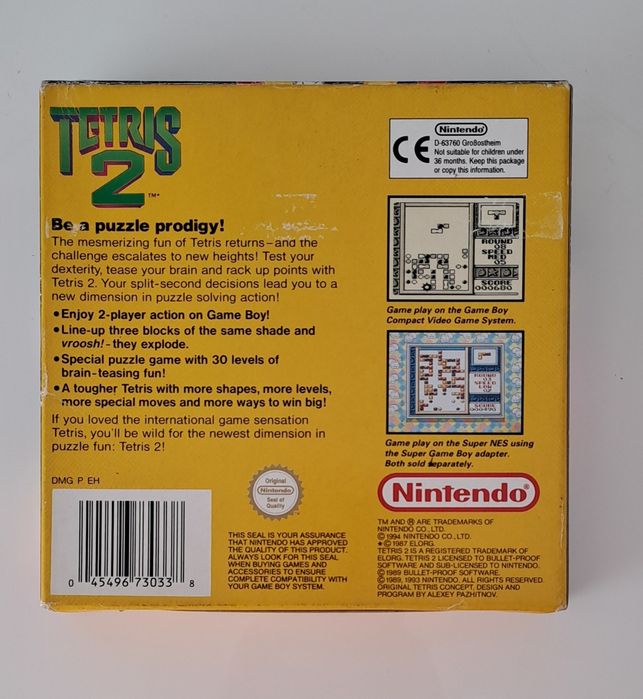 TETRIS
2
TM*
Be a puzzle prodigy!
The mesmerizing fun of Tetris returns–and the
challenge escalates to new heights! Test your
dexterity, tease your brain and rack up points with
Tetris 2. Your split-second decisions lead you to a
new dimension in puzzle solving action!
• Enjoy 2-player action on Game Boy!
• Line-up three blocks of the same shade and
vroosh!-they explode.
• Special puzzle game with 30 levels of
brain-teasing fun!
• A tougher Tetris with more shapes, more levels,
more special moves and more ways to win big!
If you loved the international game sensation
Tetris, you'll be wild for the newest dimension in
puzzle fun: Tetris 2!
DMG P EH
0 45496 73033 8
Original
Nintendo
Seal of
Quality
THIS SEAL IS YOUR ASSURANCE
THAT NINTENDO HAS APPROVED
THE QUALITY OF THIS PRODUCT.
ALWAYS LOOK FOR THIS SEAL
WHEN BUYING GAMES AND
ACCESSORIES TO ENSURE
COMPLETE COMPATIBILITY WITH
YOUR GAME BOY SYSTEM.
CE
Nintendo®
D-63760 Großostheim
Not suitable for children under
36 months. Keep this package
or copy this information.
ROUND
08
SPEED
MED
SCORE
000680
Game play on the Game Boy
Compact Video Game System.
ROUND
SPEED
LOW
SCORE
Game play on the Super NES using
the Super Game Boy adapter.
Both sold separately.
Nintendo®
TM AND ® ARE TRADEMARKS OF
NINTENDO CO., LTD.
© 1994 NINTENDO CO., LTD.
* © 1987 ELORG.
TETRIS 2 IS A REGISTERED TRADEMARK OF
ELORG. TETRIS 2 LICENSED TO BULLET-PROOF
SOFTWARE AND SUB-LICENSED TO NINTENDO.
© 1989 BULLET-PROOF SOFTWARE.
© 1989, 1993 NINTENDO. ALL RIGHTS RESERVED.
ORIGINAL TETRIS CONCEPT. DESIGN AND
PROGRAM BY ALEXEY PAZHITNOV.